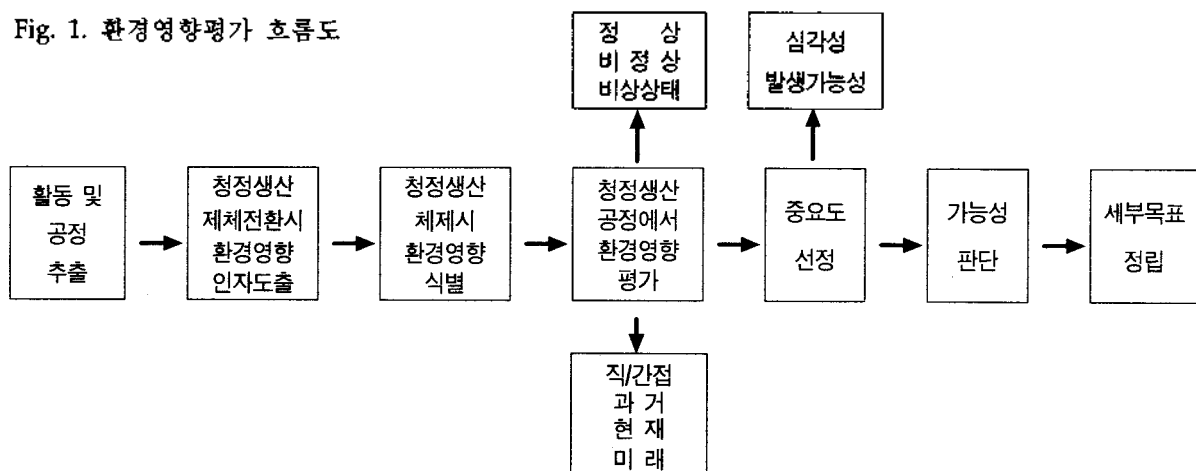 Fig. 1. 환경영향평가 흐름도
정 상
비 정 상
비상상태
심각성
발생가능성
활동 및
공정
추출
청정생산
제체전환시
환경영향
인자도출
청정생산
체제시
환경영향
식별
청정생산
공정에서
환경영향
평가
중요도
선정
가능성
판단
세부목표
정립
직/간접
과 거
현 재
미 래